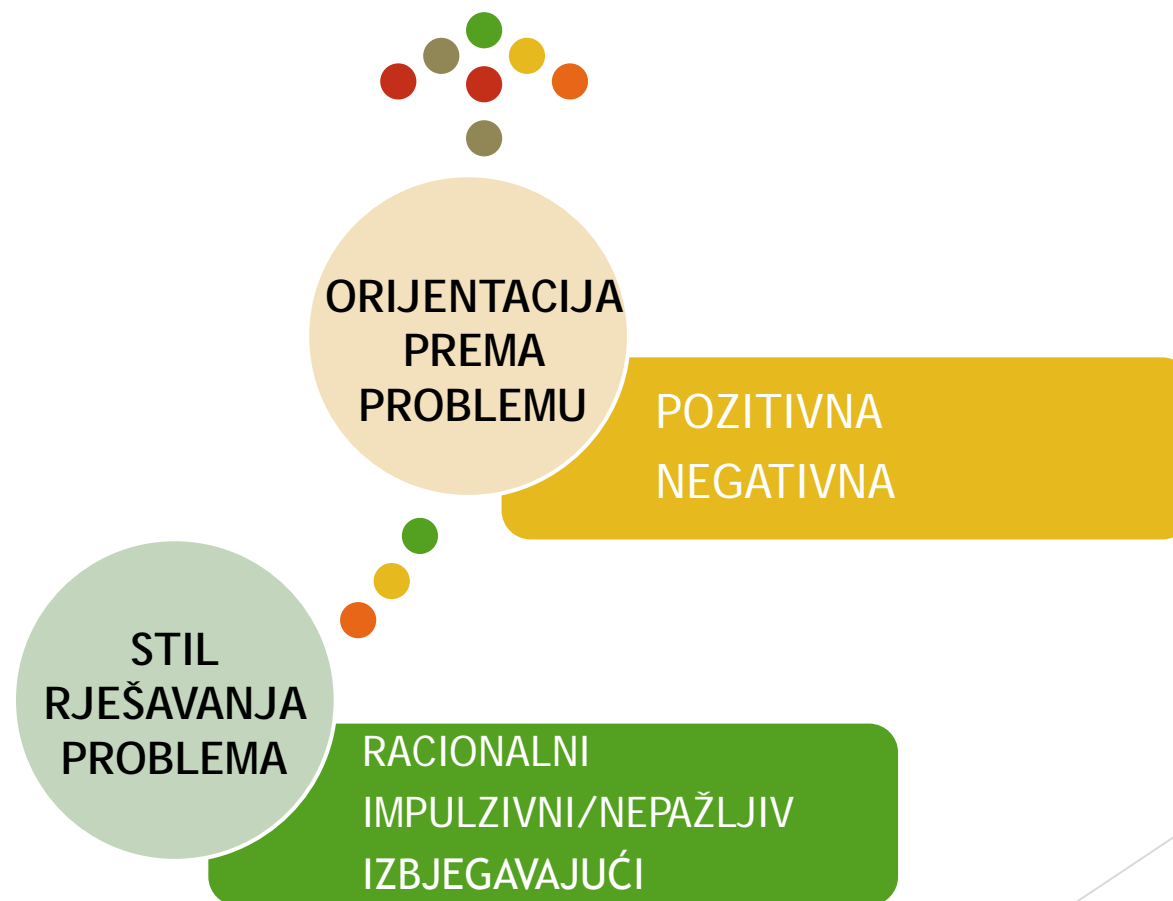 ORIJENTACIJA
PREMA
PROBLEMU
POZITIVNA
NEGATIVNA
STIL
RJEŠAVANJA
PROBLEMA
RACIONALNI
IMPULZIVNI/NEPAŽLJIV
IZBJEGAVAJUĆI